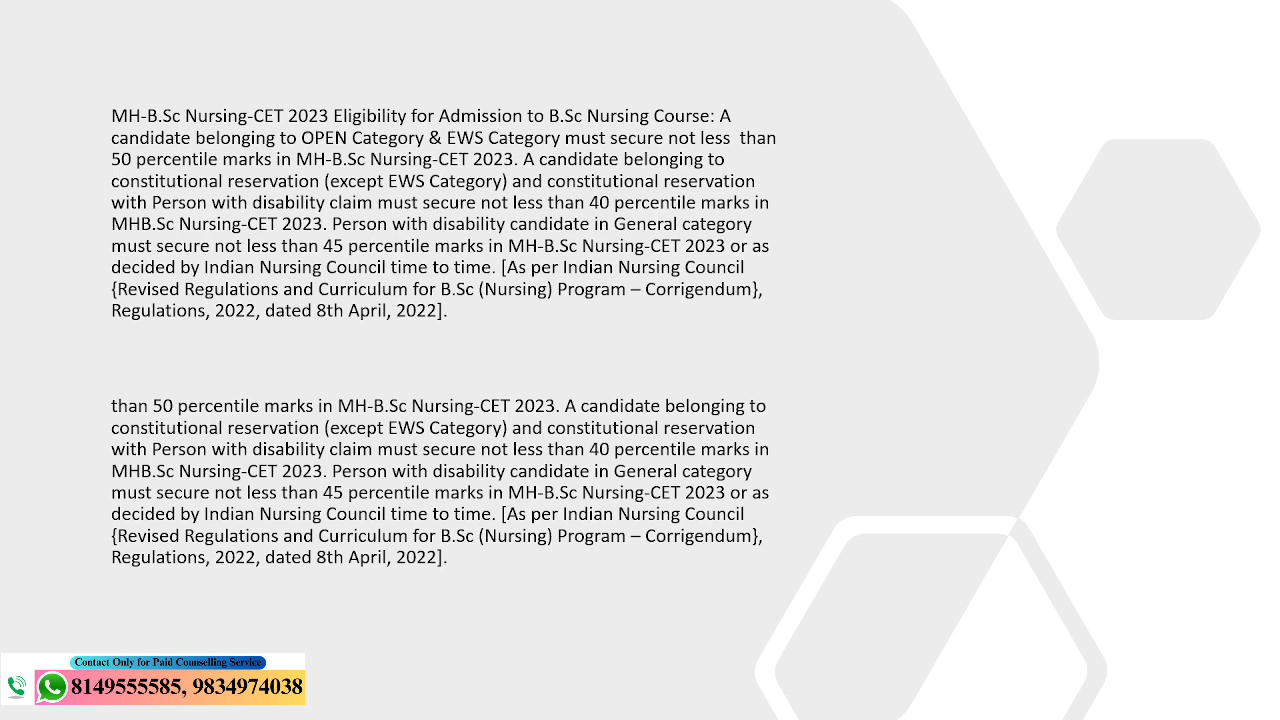 MH-B.Sc Nursing-CET 2023 Eligibility for Admission to B.Sc Nursing Course: A
candidate belonging to OPEN Category & EWS Category must secure not less  than
50 percentile marks in MH-B.Sc Nursing-CET 2023. A candidate belonging to
constitutional reservation (except EWS Category) and constitutional reservation
with Person with disability claim must secure not less than 40 percentile marks in
MHB.Sc Nursing-CET 2023. Person with disability candidate in General category
must secure not less than 45 percentile marks in MH-B.Sc Nursing-CET 2023 or as
decided by Indian Nursing Council time to time. [As per Indian Nursing Council
{Revised Regulations and Curriculum for B.Sc (Nursing) Program – Corrigendum},
Regulations, 2022, dated 8th April, 2022].
than 50 percentile marks in MH-B.Sc Nursing-CET 2023. A candidate belonging to
constitutional reservation (except EWS Category) and constitutional reservation
with Person with disability claim must secure not less than 40 percentile marks in
MHB.Sc Nursing-CET 2023. Person with disability candidate in General category
must secure not less than 45 percentile marks in MH-B.Sc Nursing-CET 2023 or as
decided by Indian Nursing Council time to time. [As per Indian Nursing Council
{Revised Regulations and Curriculum for B.Sc (Nursing) Program – Corrigendum},
Regulations, 2022, dated 8th April, 2022].
Contact Only for Paid Counselling Service
8149555585, 9834974038